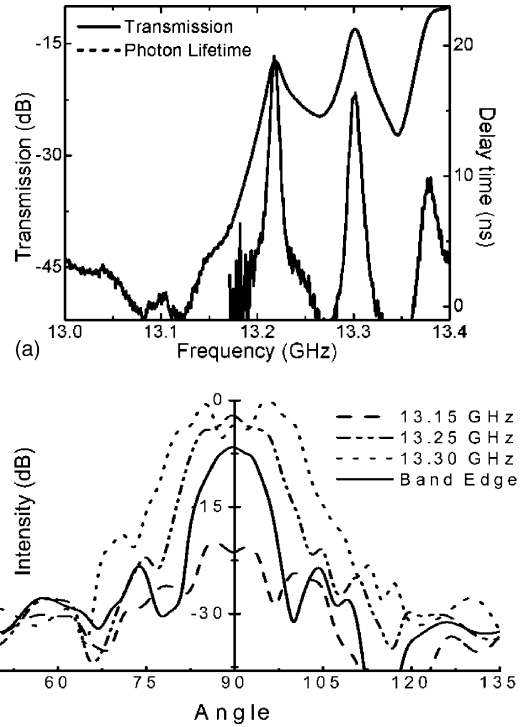 Transmission
Photon Lifetime
Transmission (dB)
-15
-30
-45
Delay time (ns)
20
10
0
13.0
13.1
13.2
13.3
13.4
(a)
Frequency (GHz)
Intensity (dB)
0
-15
-30
13.15 GHz
13.25 GHz
13.30 GHz
Band Edge
60
75
90
105
120
135
Angle